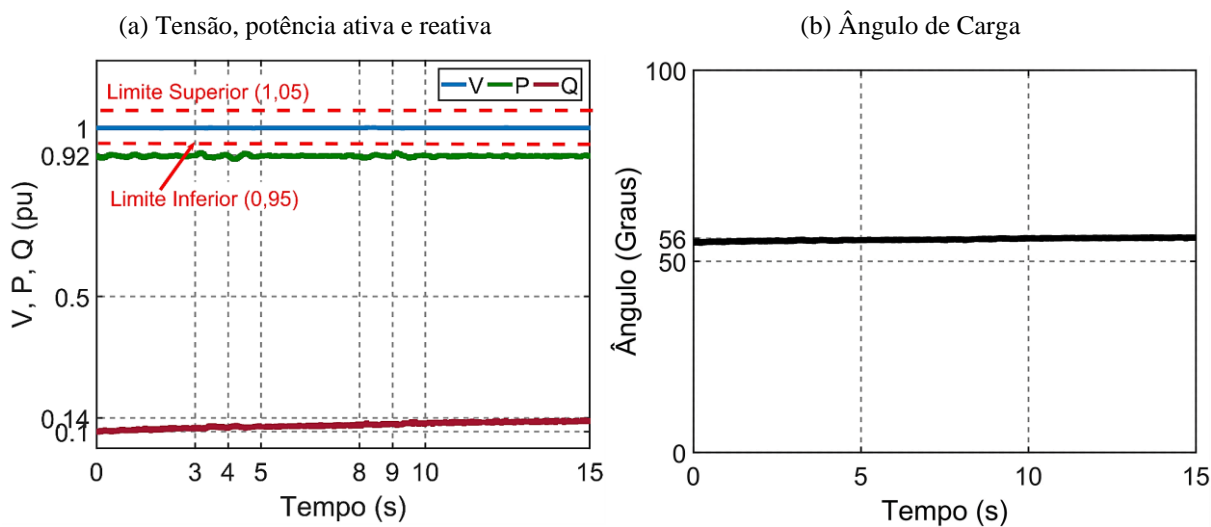 (a) Tensão, potência ativa e reativa
Limite Superior (1,05)
V P Q
1
0.92
Limite Inferior (0,95)
0.5
0.14
0.1
V, P, Q (pu)
0 3 4 5 8 9 10 15
Tempo (s)
(b) Ângulo de Carga
100
56
50
0
Ângulo (Graus)
0 5 10 15
Tempo (s)